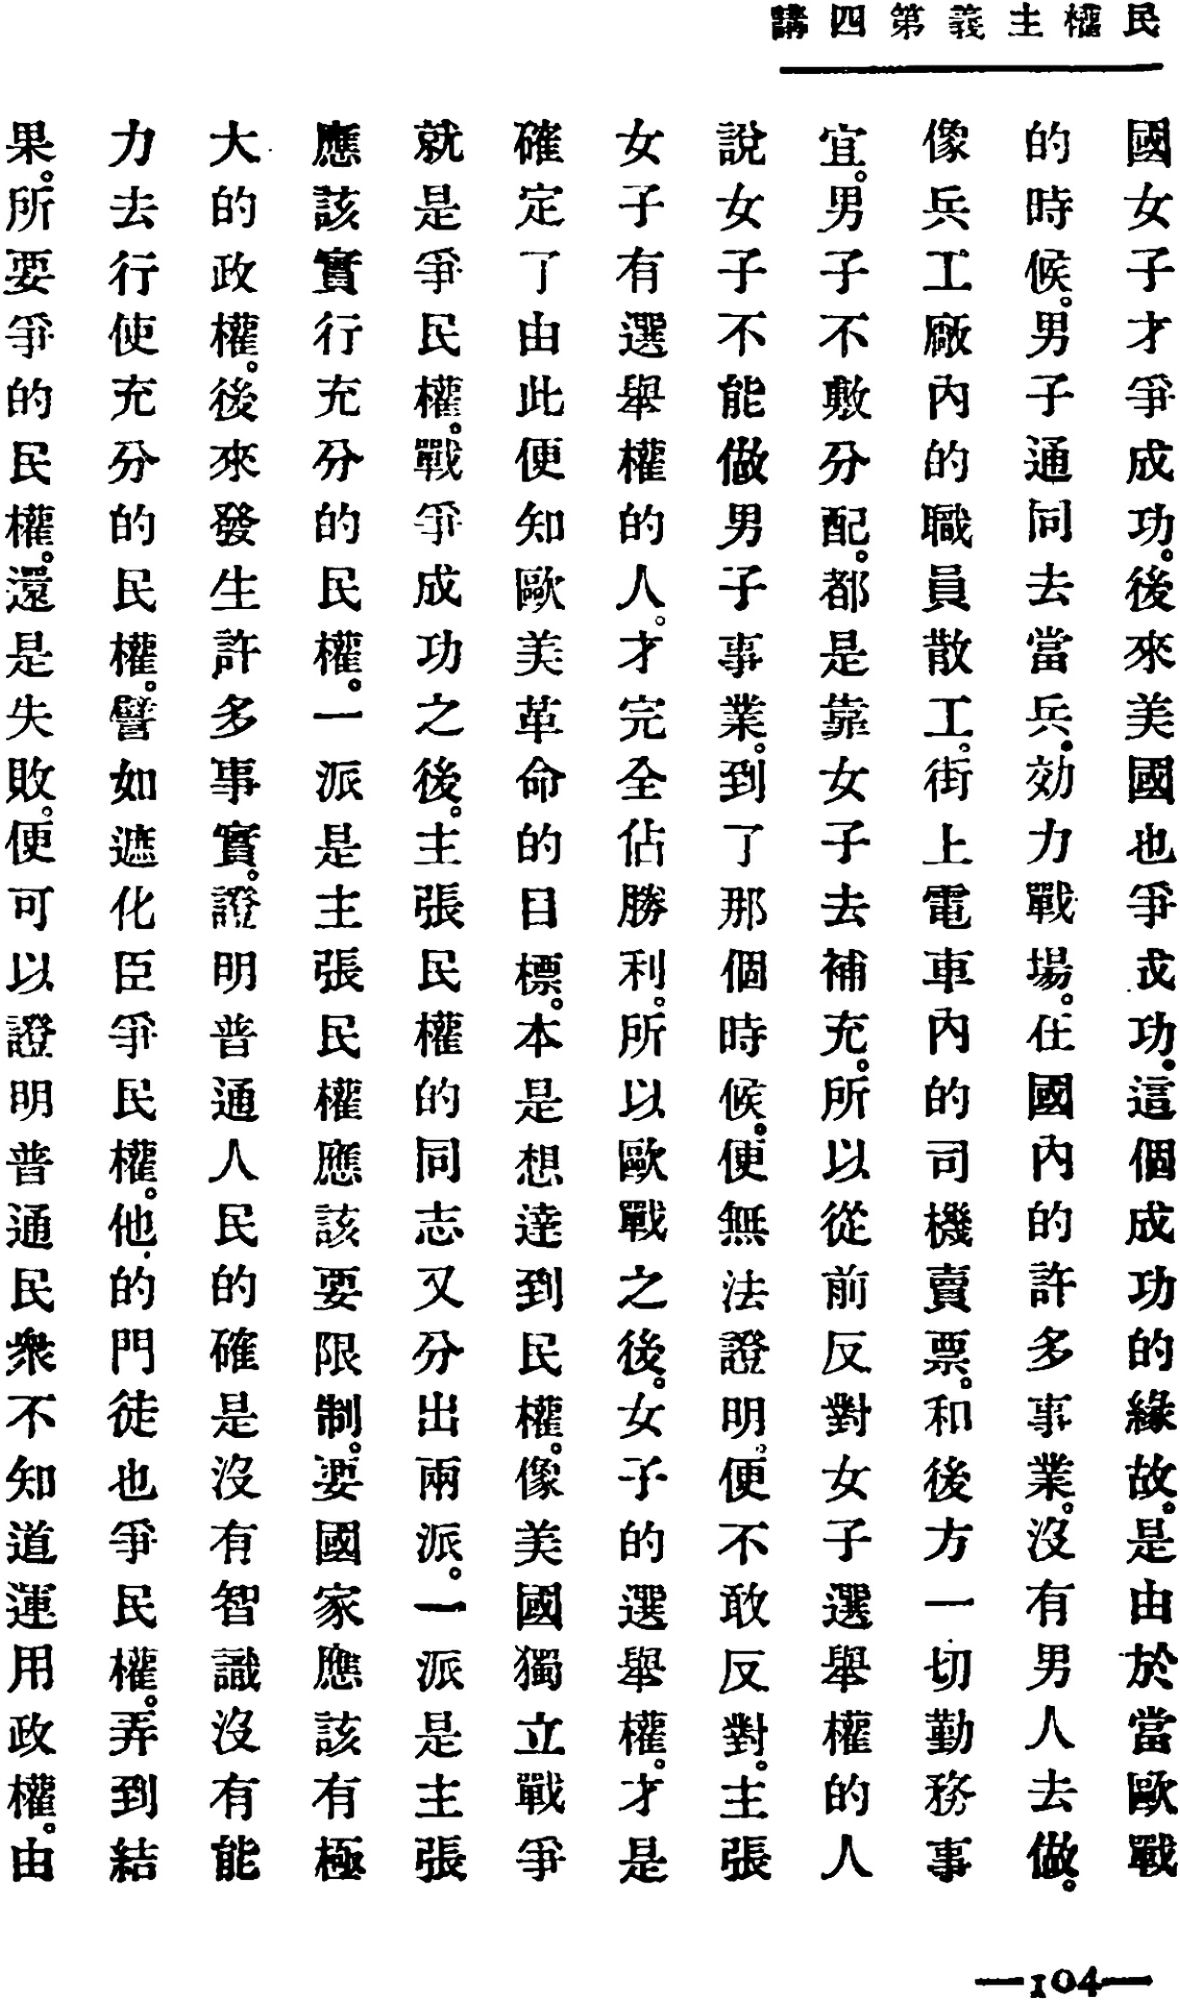 民權主義第四講
國女子才爭成功。後來美國也爭成功。這個成功的緣故。是由於當歐戰
的時候。男子通同去當兵。効力戰場。在國內的許多事業。沒有男人去做。
像兵工廠內的職員散工。街上電車內的司機賣票。和後方一切勤務事
宜。男子不敷分配。都是靠女子去補充。所以從前反對女子選舉權的人
說女子不能做男子事業。到了那個時候。便無法證明。便不敢反對。主張
女子有選舉權的人。才完全佔勝利。所以歐戰之後。女子的選舉權。才是
確定了由此便知歐美革命的目標。本是想達到民權。像美國獨立戰爭
就是爭民權。戰爭成功之後。主張民權的同志又分出兩派。一派是主張
應該實行充分的民權。一派是主張民權應該要限制。要國家應該有極
大的政權。後來發生許多事實。證明普通人民的確是沒有智識沒有能
力去行使充分的民權。譬如遮化臣爭民權。他的門徒也爭民權。弄到結
果。所要爭的民權。還是失敗。便可以證明普通民衆不知道運用政權。由
—104—